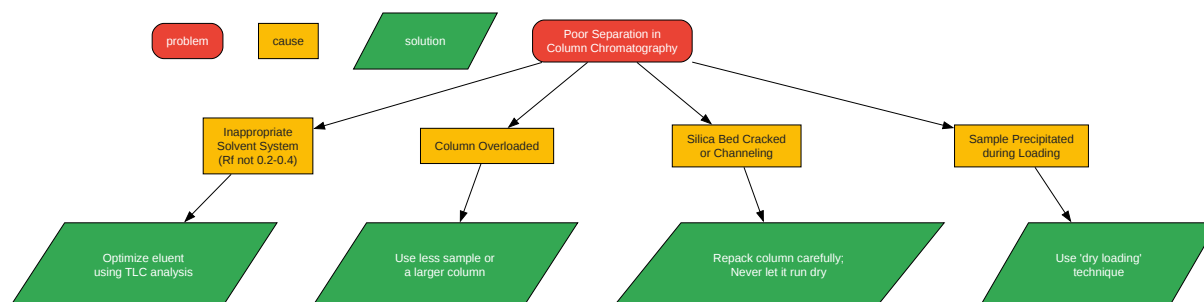 problem
cause
solution
Poor Separation in
Column Chromatography
Inappropriate
Solvent System
(Rf not 0.2-0.4)
Column Overloaded
Silica Bed Cracked
or Channeling
Sample Precipitated
during Loading
Optimize eluent
using TLC analysis
Use less sample or
a larger column
Repack column carefully;
Never let it run dry
Use 'dry loading'
technique